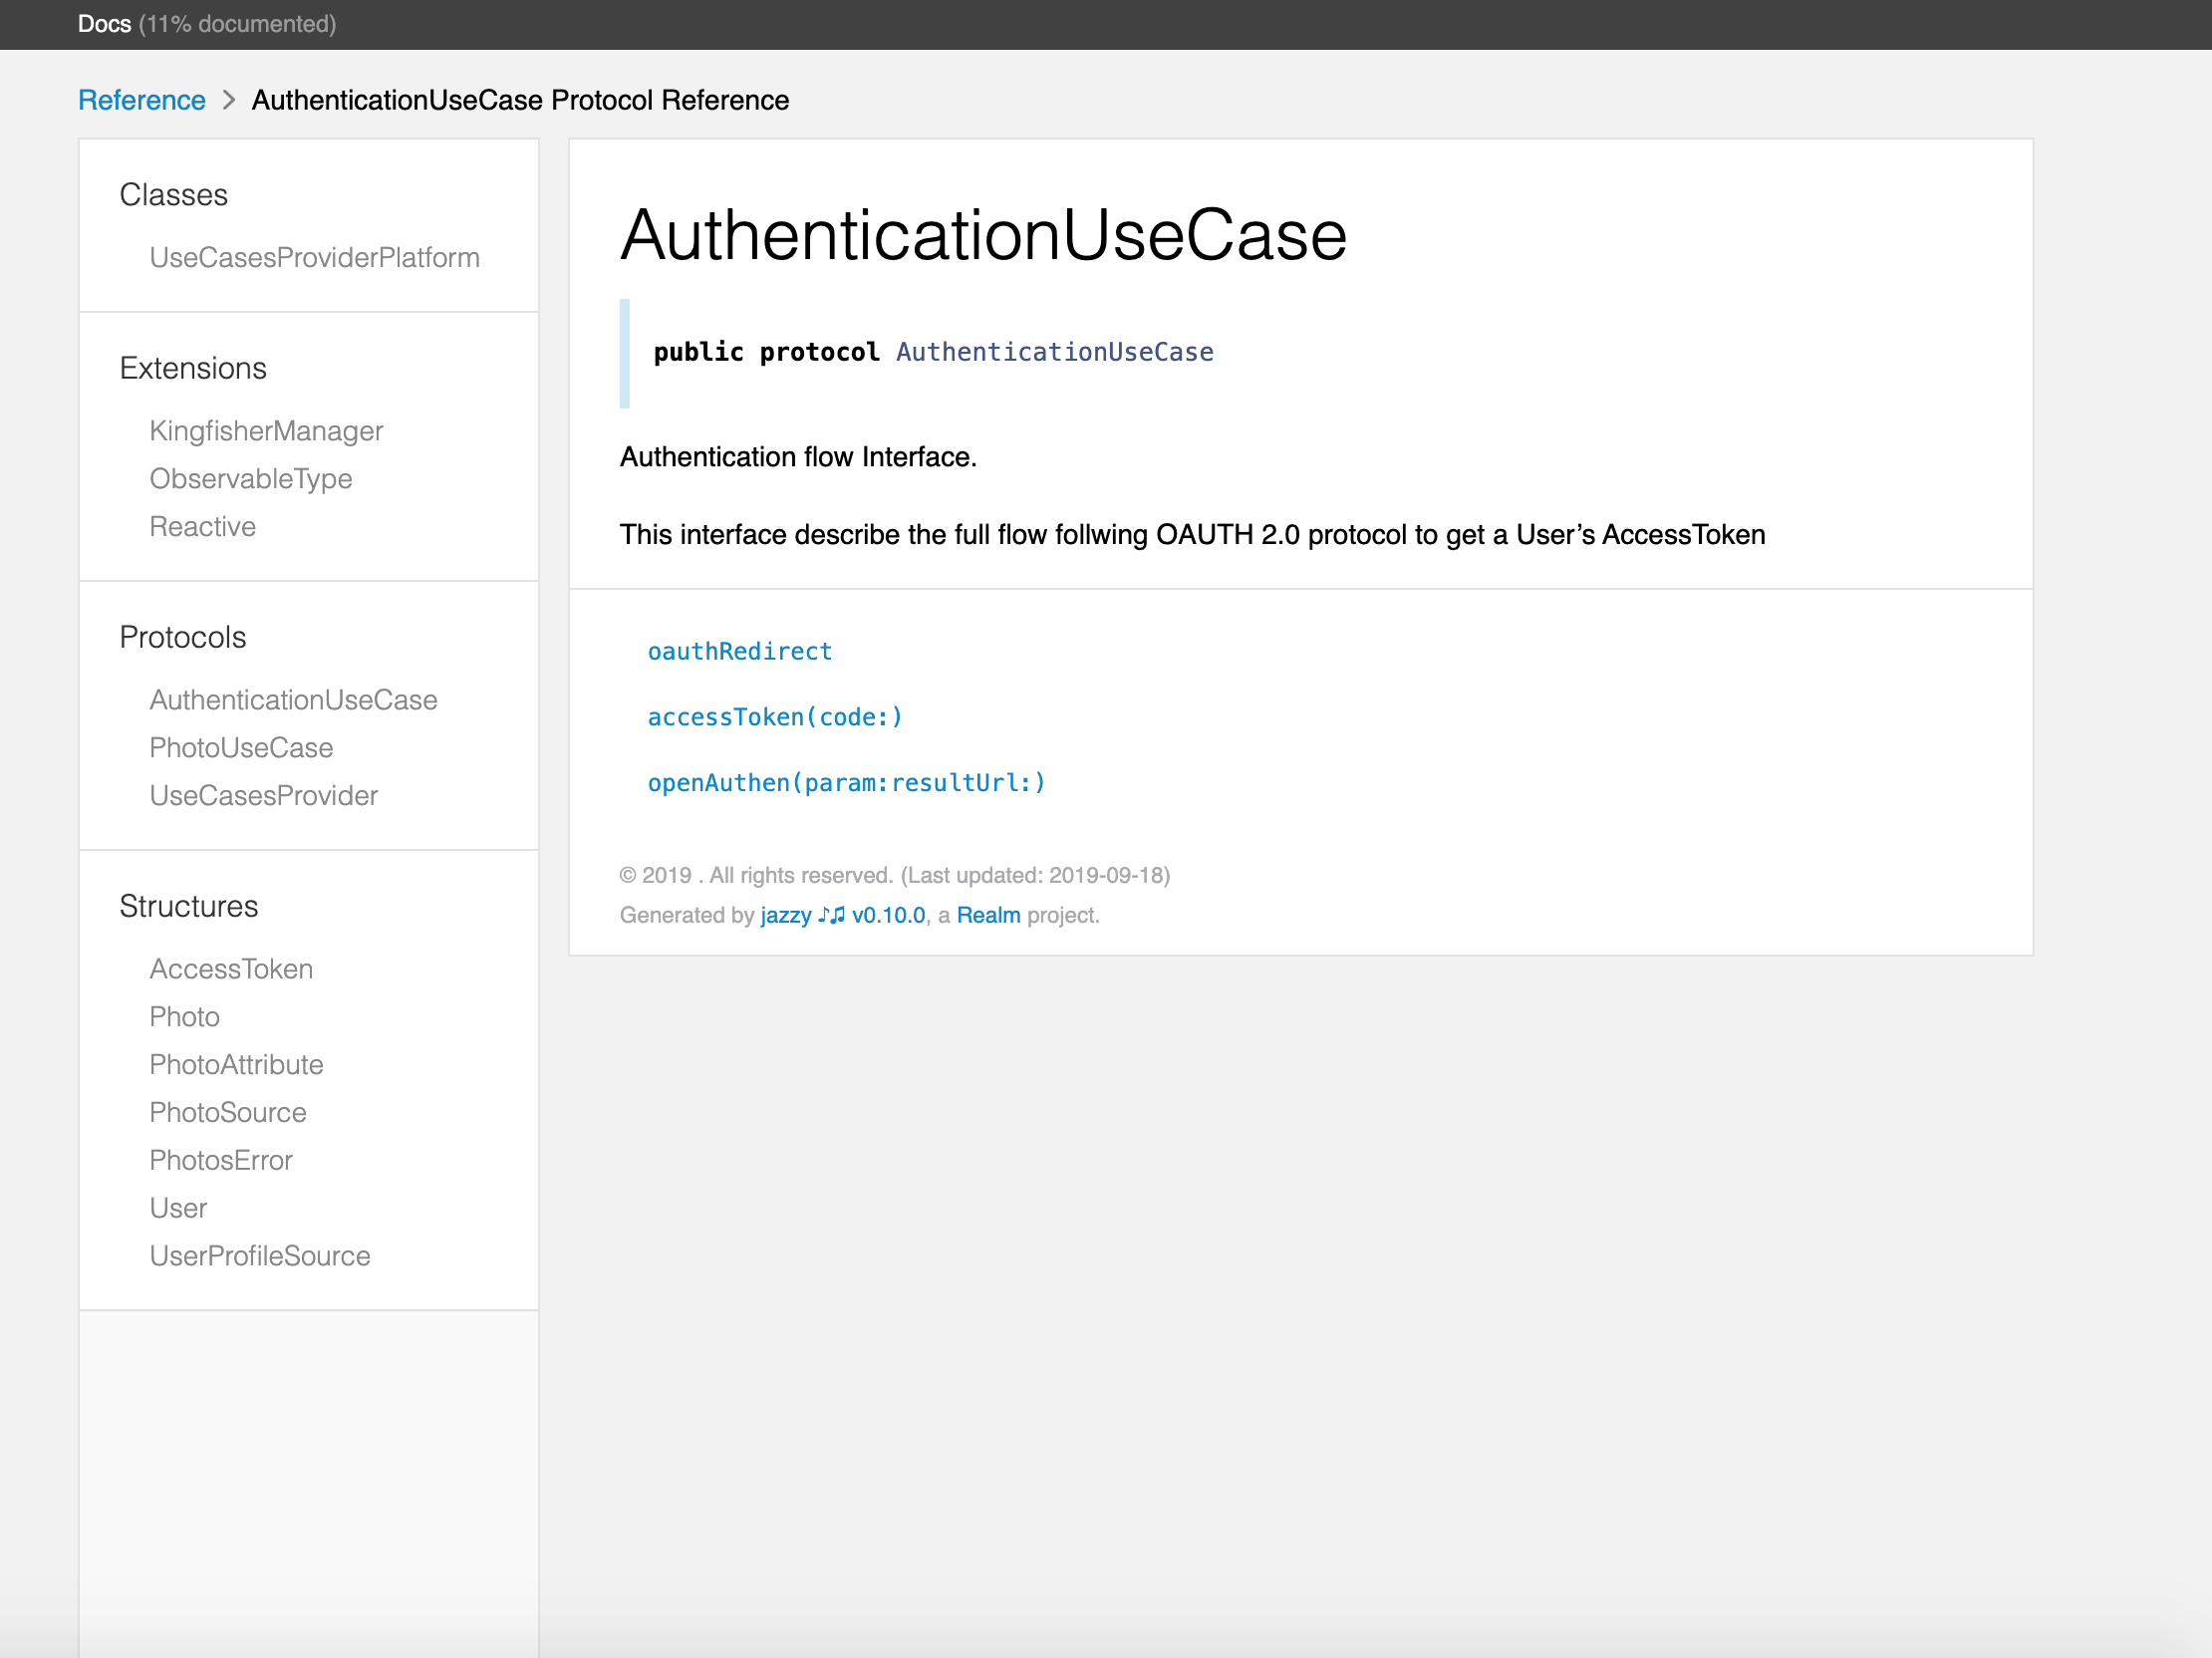 Docs (11% documented)
Reference > AuthenticationUseCase Protocol Reference
Classes
UseCasesProviderPlatform
Extensions
KingfisherManager
ObservableType
Reactive
Protocols
AuthenticationUseCase
PhotoUseCase
UseCasesProvider
Structures
AccessToken
Photo
PhotoAttribute
PhotoSource
PhotosError
User
UserProfileSource
AuthenticationUseCase
public protocol AuthenticationUseCase
Authentication flow Interface.
This interface describe the full flow follwing OAUTH 2.0 protocol to get a User’s AccessToken
oauthRedirect
accessToken(code:)
openAuthen(param:resultUrl:)
© 2019 . All rights reserved. (Last updated: 2019-09-18)
Generated by jazzy ♪♫ v0.10.0, a Realm project.